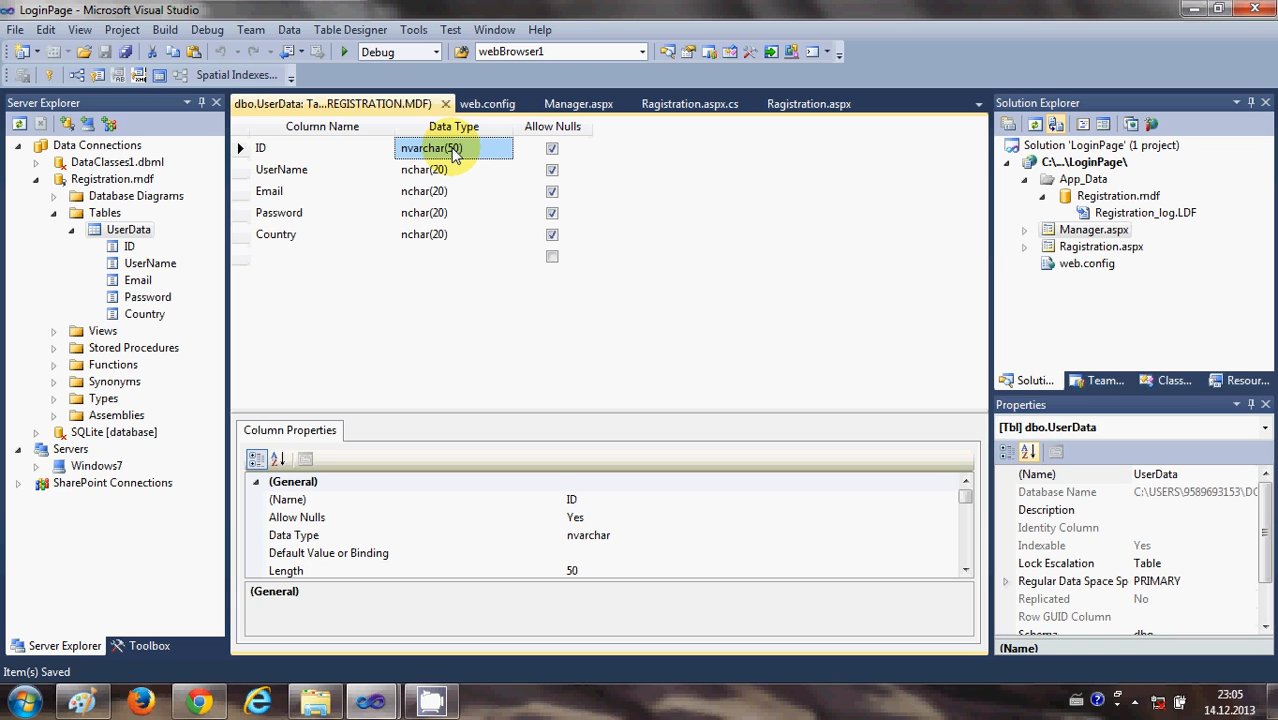 LoginPage - Microsoft Visual Studio
File Edit View Project Build Debug Team Data Table Designer Tools Test Window Help
Debug webBrowser1
Spatial Indexes...
Server Explorer
Data Connections
DataClasses1.dbml
Registration.mdf
Database Diagrams
Tables
UserData
ID
UserName
Email
Password
Country
Views
Stored Procedures
Functions
Synonyms
Types
Assemblies
SQLite [database]
Servers
Windows7
SharePoint Connections
Server Explorer Toolbox
dbo.UserData: Ta...REGISTRATION.MDF) web.config Manager.aspx Ragistration.aspx.cs Ragistration.aspx
Column Name Data Type Allow Nulls
ID nvarchar(50)
UserName nchar(20)
Email nchar(20)
Password nchar(20)
Country nchar(20)
Column Properties
(General)
(Name) ID
Allow Nulls Yes
Data Type nvarchar
Default Value or Binding
Length 50
(General)
Solution Explorer
Solution 'LoginPage' (1 project)
C:\...\LoginPage\
App_Data
Registration.mdf
Registration_log.LDF
Manager.aspx
Ragistration.aspx
web.config
Soluti... Team... Class... Resour...
Properties
[Tbl] dbo.UserData
(Name) UserData
Database Name C:\USERS\9589693153\DC
Description
Identity Column
Indexable Yes
Lock Escalation Table
Regular Data Space Sp PRIMARY
Replicated No
Row GUID Column
Schema dbo
(Name)
Item(s) Saved
23:05
14.12.2013